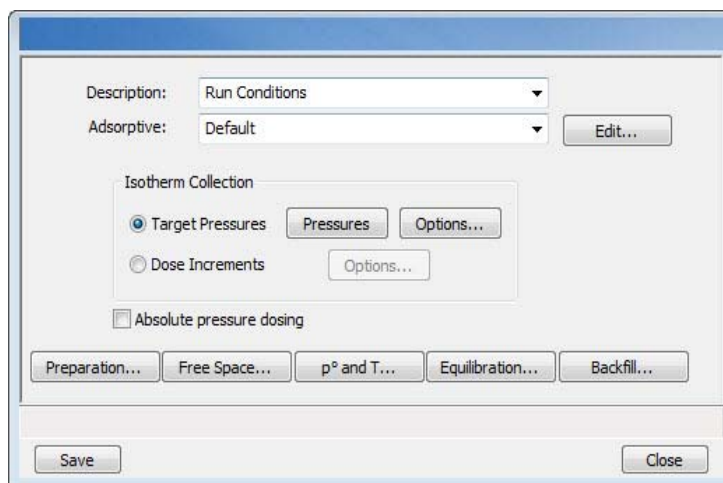 Description: Run Conditions
Adsorptive: Default Edit...
Isotherm Collection
Target Pressures Pressures Options...
Dose Increments Options...
Absolute pressure dosing
Preparation... Free Space... p° and T... Equilibration... Backfill...
Save Close